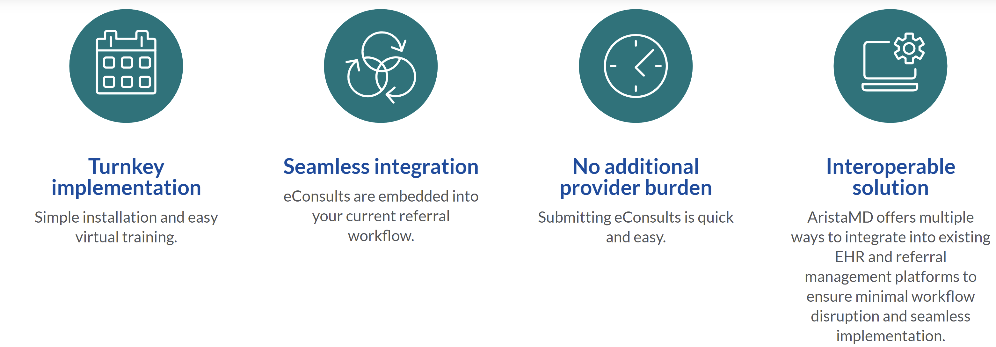 Turnkey
implementation
Simple installation and easy
virtual training.
Seamless integration
eConsults are embedded into
your current referral
workflow.
No additional
provider burden
Submitting eConsults is quick
and easy.
Interoperable
solution
AristaMD offers multiple
ways to integrate into existing
EHR and referral
management platforms to
ensure minimal workflow
disruption and seamless
implementation.